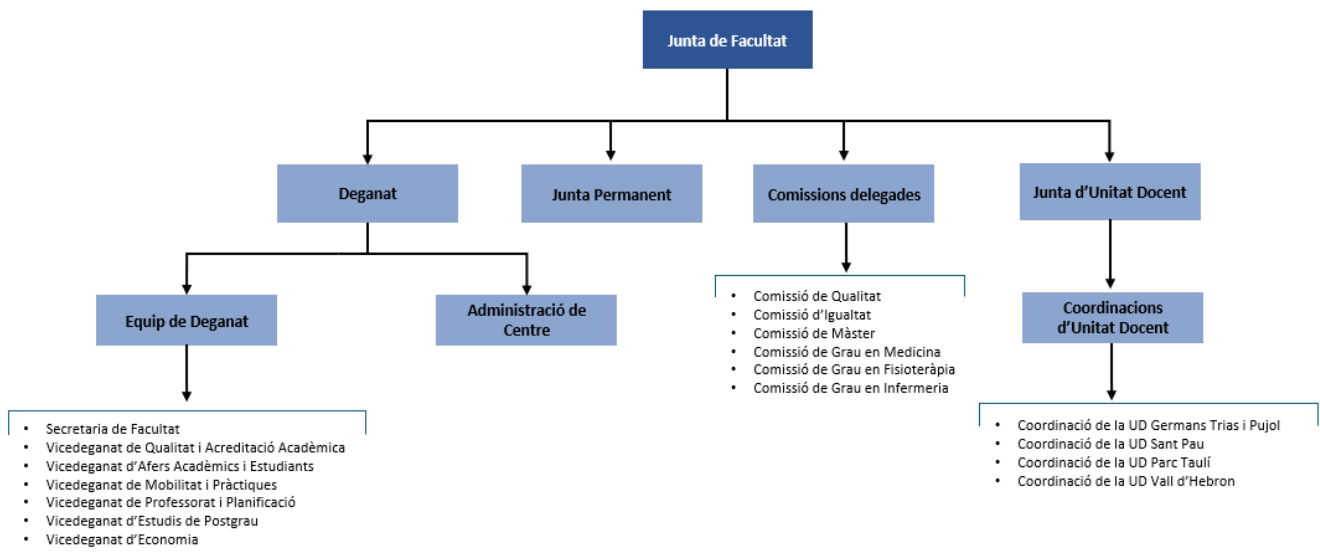 Junta de Facultat
Deganat
Junta Permanent
Comissions delegades
Junta d’Unitat Docent
Equip de Deganat
Administració de
Centre
• Comissió de Qualitat
• Comissió d’Igualtat
• Comissió de Màster
• Comissió de Grau en Medicina
• Comissió de Grau en Fisioteràpia
• Comissió de Grau en Infermeria
Coordinacions
d’Unitat Docent
• Secretaria de Facultat
• Vicedeganat de Qualitat i Acreditació Acadèmica
• Vicedeganat d’Afers Acadèmics i Estudiants
• Vicedeganat de Mobilitat i Pràctiques
• Vicedeganat de Professorat i Planificació
• Vicedeganat d’Estudis de Postgrau
• Vicedeganat d’Economia
• Coordinació de la UD Germans Trias i Pujol
• Coordinació de la UD Sant Pau
• Coordinació de la UD Parc Taulí
• Coordinació de la UD Vall d’Hebron